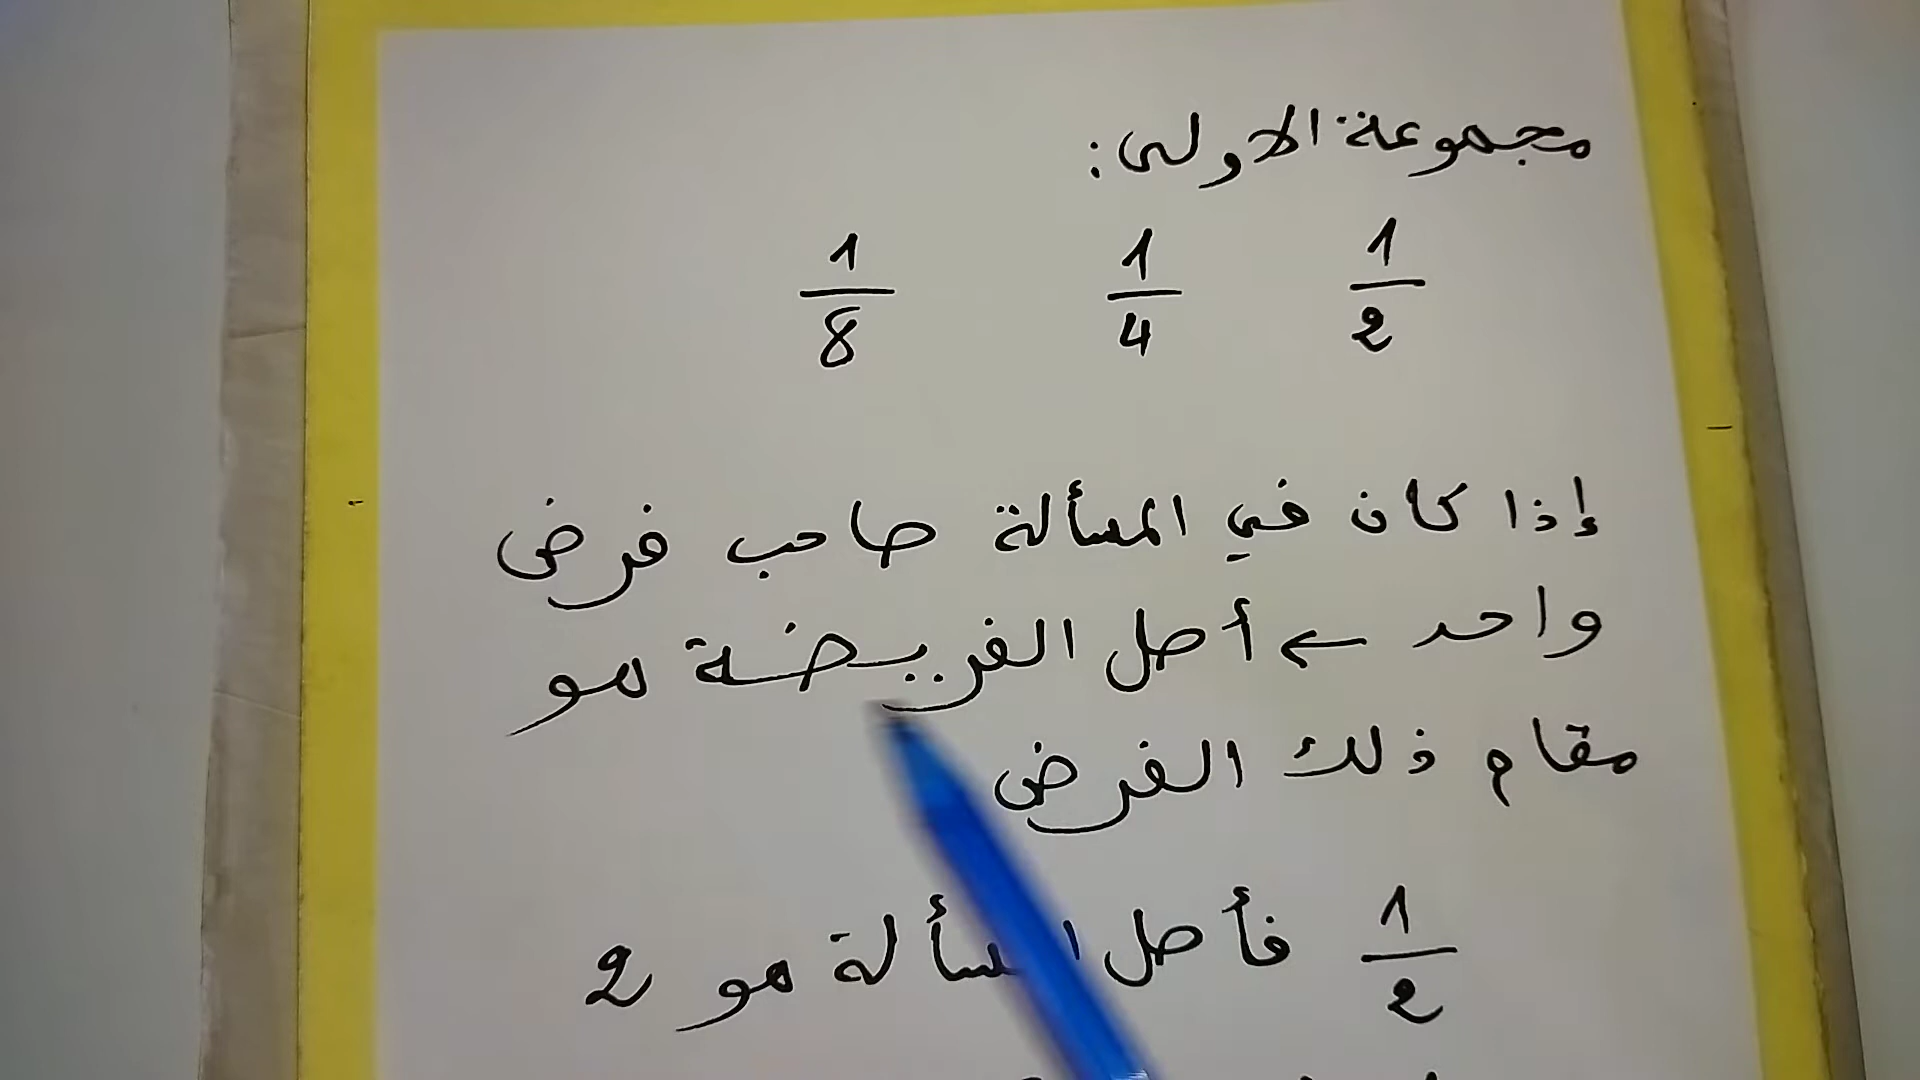 مجموعة الاولى:
1/2 1/4 1/8
إذا كان في المسألة صاحب فرض
واحد ← أصل الفريضة هو
مقام ذلك الفرض
1/2 فأصل هو 2